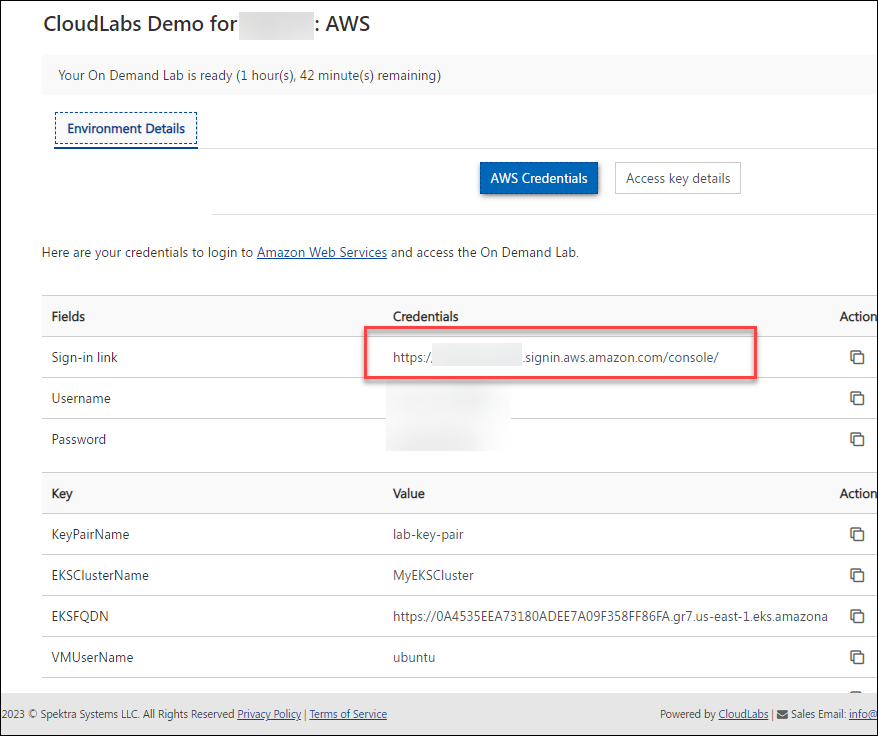 CloudLabs Demo for : AWS
Your On Demand Lab is ready (1 hour(s), 42 minute(s) remaining)
Environment Details
AWS Credentials Access key details
Here are your credentials to login to Amazon Web Services and access the On Demand Lab.
Fields Credentials Action
Sign-in link https:/ .signin.aws.amazon.com/console/
Username
Password
Key Value Action
KeyPairName lab-key-pair
EKSClusterName MyEKSCluster
EKSFQDN https://0A4535EEA73180ADEE7A09F358FF86FA.gr7.us-east-1.eks.amazona
VMUserName ubuntu
2023 © Spektra Systems LLC. All Rights Reserved Privacy Policy | Terms of Service Powered by CloudLabs | Sales Email: info@